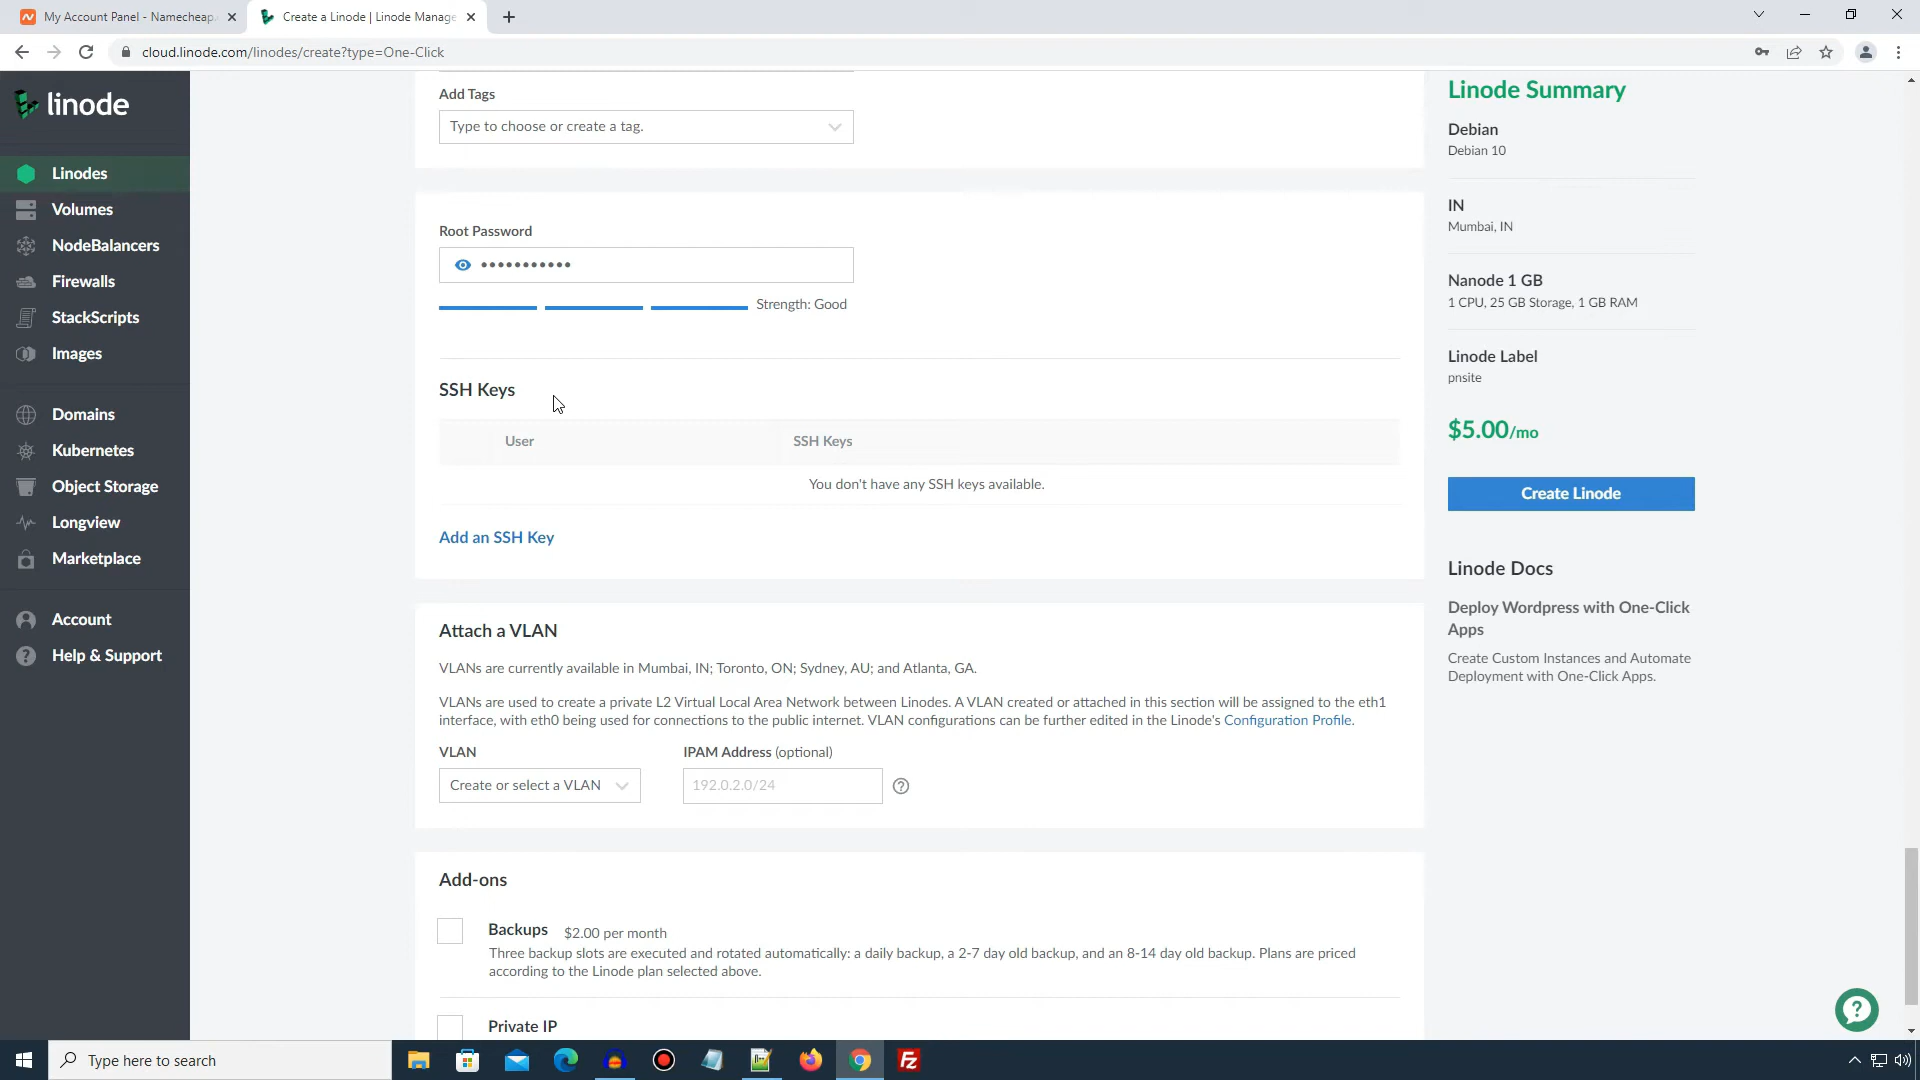 My Account Panel - Namecheap.
Create a Linode | Linode Manage
cloud.linode.com/linodes/create?type=One-Click
linode
Linodes
Volumes
NodeBalancers
Firewalls
StackScripts
Images
Domains
Kubernetes
Object Storage
Longview
Marketplace
Account
Help & Support
Add Tags
Type to choose or create a tag.
Root Password
•••••••••••
Strength: Good
SSH Keys
User SSH Keys
You don't have any SSH keys available.
Add an SSH Key
Attach a VLAN
VLANs are currently available in Mumbai, IN; Toronto, ON; Sydney, AU; and Atlanta, GA.
VLANs are used to create a private L2 Virtual Local Area Network between Linodes. A VLAN created or attached in this section will be assigned to the eth1
interface, with eth0 being used for connections to the public internet. VLAN configurations can be further edited in the Linode's Configuration Profile.
VLAN IPAM Address (optional)
Create or select a VLAN 192.0.2.0/24
Add-ons
Backups $2.00 per month
Three backup slots are executed and rotated automatically: a daily backup, a 2-7 day old backup, and an 8-14 day old backup. Plans are priced
according to the Linode plan selected above.
Private IP
Linode Summary
Debian
Debian 10
IN
Mumbai, IN
Nanode 1 GB
1 CPU, 25 GB Storage, 1 GB RAM
Linode Label
pnsite
$5.00/mo
Create Linode
Linode Docs
Deploy Wordpress with One-Click
Apps
Create Custom Instances and Automate
Deployment with One-Click Apps.
Type here to search